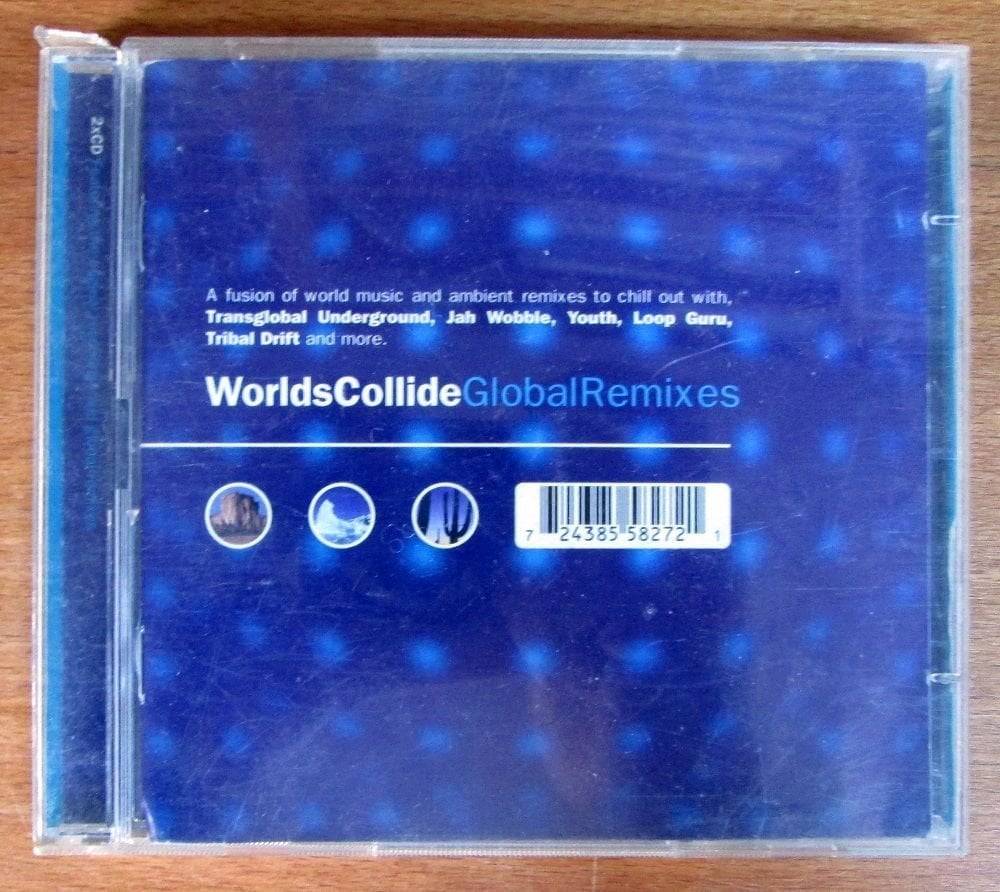 2xCD
A fusion of world music and ambient remixes to chill out with,
Transglobal Underground, Jah Wobble, Youth, Loop Guru,
Tribal Drift and more.
WorldsCollideGlobalRemixes
7 24385 58272 1